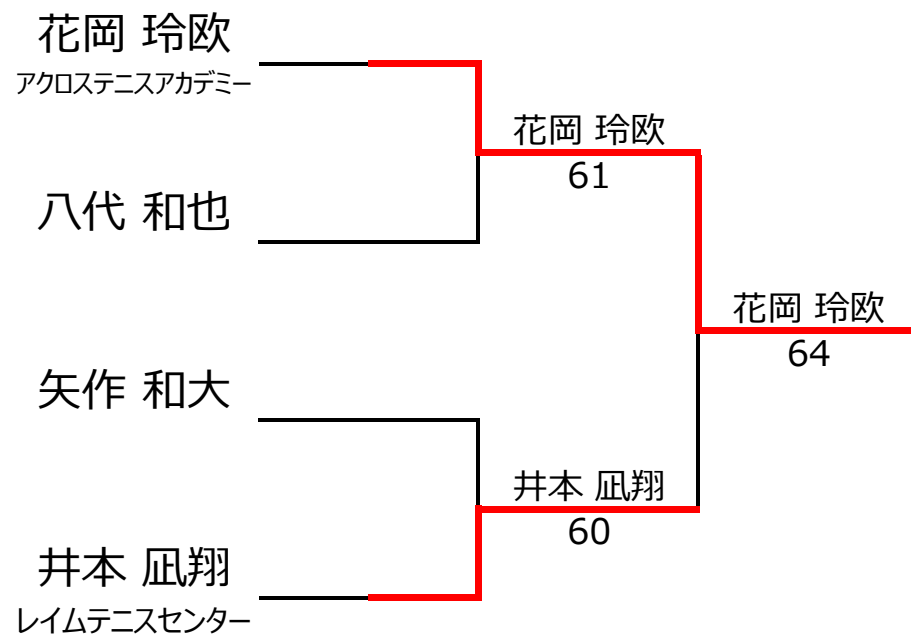 花岡 玲欧
アクロステニスアカデミー
花岡 玲欧
61
八代 和也
花岡 玲欧
64
矢作 和大
井本 凪翔
60
井本 凪翔
レイムテニスセンター